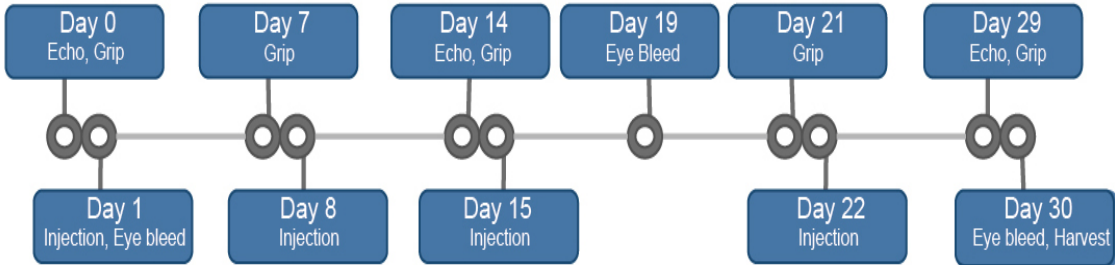 Day 0
Echo, Grip
Day 7
Grip
Day 14
Echo, Grip
Day 19
Eye Bleed
Day 21
Grip
Day 29
Echo, Grip
Day 1
Injection, Eye bleed
Day 8
Injection
Day 15
Injection
Day 22
Injection
Day 30
Eye bleed, Harvest